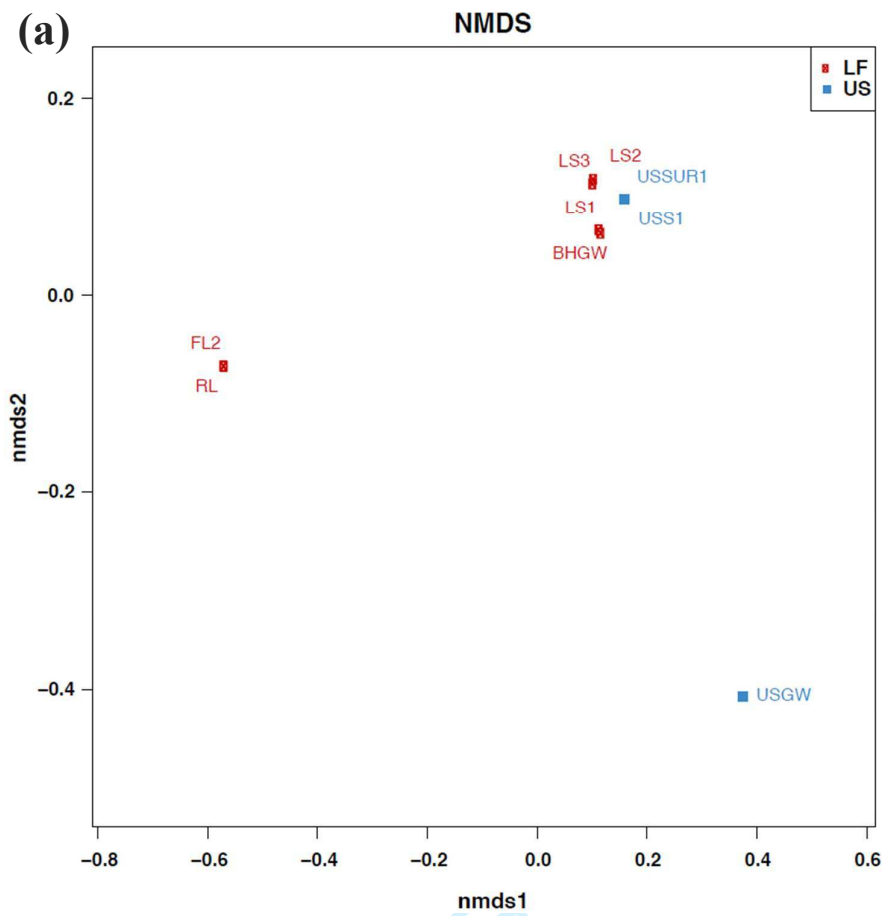 (a)
NMDS
LF
US
LS3
LS2
USSUR1
LS1
USS1
BHGW
FL2
RL
USGW
nmds2
0.2
0.0
−0.2
−0.4
−0.8
−0.6
−0.4
−0.2
0.0
0.2
0.4
0.6
nmds1